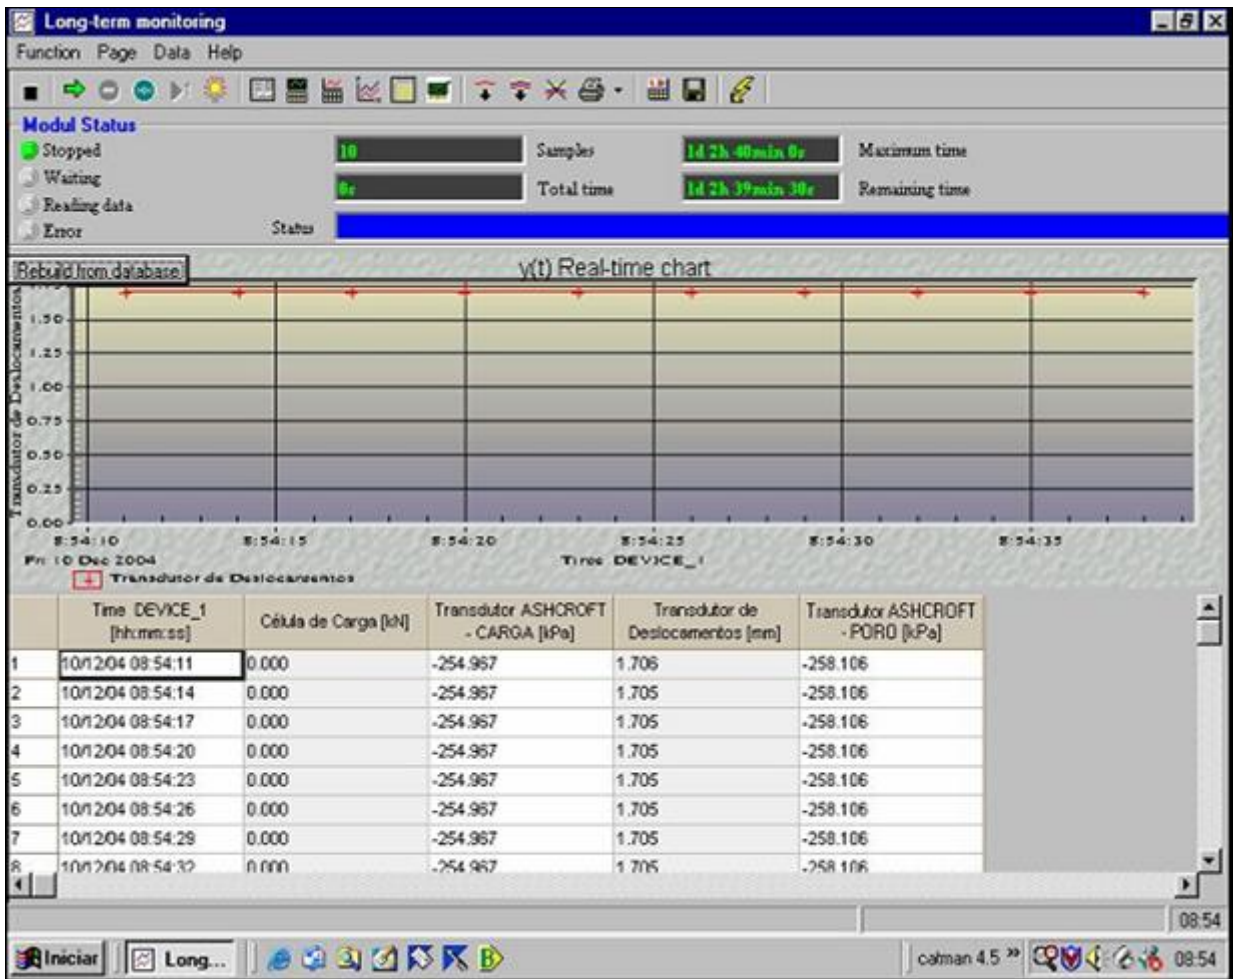 Long-term monitoring
Function Page Data Help
Modul Status
Stopped
10
Samples
1d 2h 40min 0s
Maximum time
Waiting
0s
Total time
1d 2h 39min 30s
Remaining time
Reading data
Error
Status
Rebuild from database
y(t) Real-time chart
Transdutor de Deslocamentos
1.50
1.25
1.00
0.75
0.50
0.25
0.00
8:54:10 8:54:15 8:54:20 8:54:25 8:54:30 8:54:35
10 Dec 2004
Time DEVICE_1
Transdutor de Deslocamentos
Time DEVICE_1 [hh:mm:ss] Célula de Carga [kN] Transdutor ASHCROFT - CARGA [kPa] Transdutor de Deslocamentos [mm] Transdutor ASHCROFT - PORO [kPa]
1 10/12/04 08:54:11 0.000 -254.967 1.706 -258.106
2 10/12/04 08:54:14 0.000 -254.967 1.705 -258.106
3 10/12/04 08:54:17 0.000 -254.967 1.705 -258.106
4 10/12/04 08:54:20 0.000 -254.967 1.705 -258.106
5 10/12/04 08:54:23 0.000 -254.967 1.705 -258.106
6 10/12/04 08:54:26 0.000 -254.967 1.705 -258.106
7 10/12/04 08:54:29 0.000 -254.967 1.705 -258.106
8 10/12/04 08:54:32 0.000 -254.967 1.705 -258.106
08:54
Iniciar
Long...
catman 4.5 »
08:54